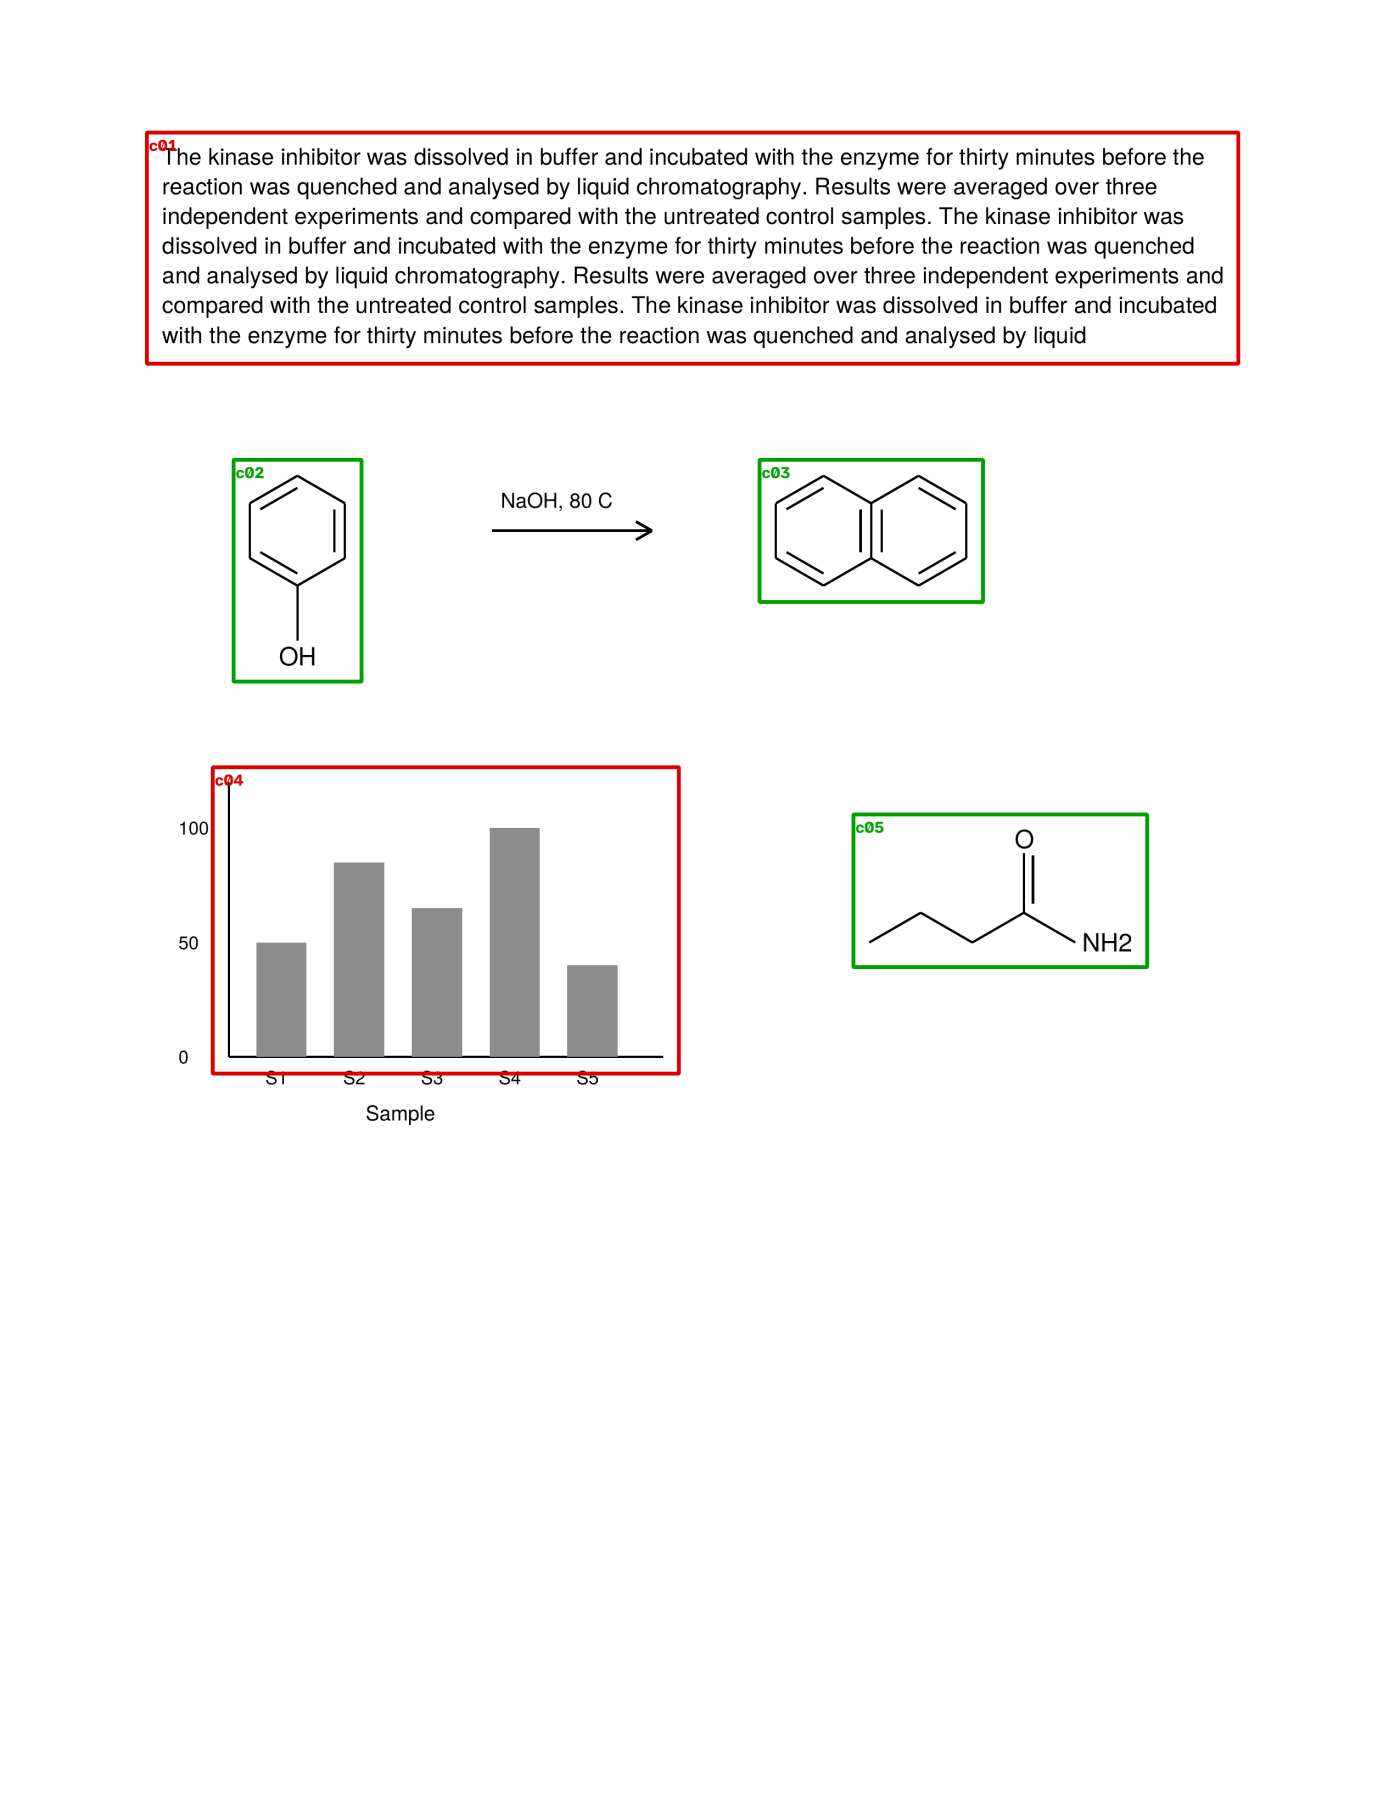 c01
The kinase inhibitor was dissolved in buffer and incubated with the enzyme for thirty minutes before the
reaction was quenched and analysed by liquid chromatography. Results were averaged over three
independent experiments and compared with the untreated control samples. The kinase inhibitor was
dissolved in buffer and incubated with the enzyme for thirty minutes before the reaction was quenched
and analysed by liquid chromatography. Results were averaged over three independent experiments and
compared with the untreated control samples. The kinase inhibitor was dissolved in buffer and incubated
with the enzyme for thirty minutes before the reaction was quenched and analysed by liquid
c02
OH
NaOH, 80 C
c03
c04
100
50
0
S1 S2 S3 S4 S5
Sample
c05
O
NH2